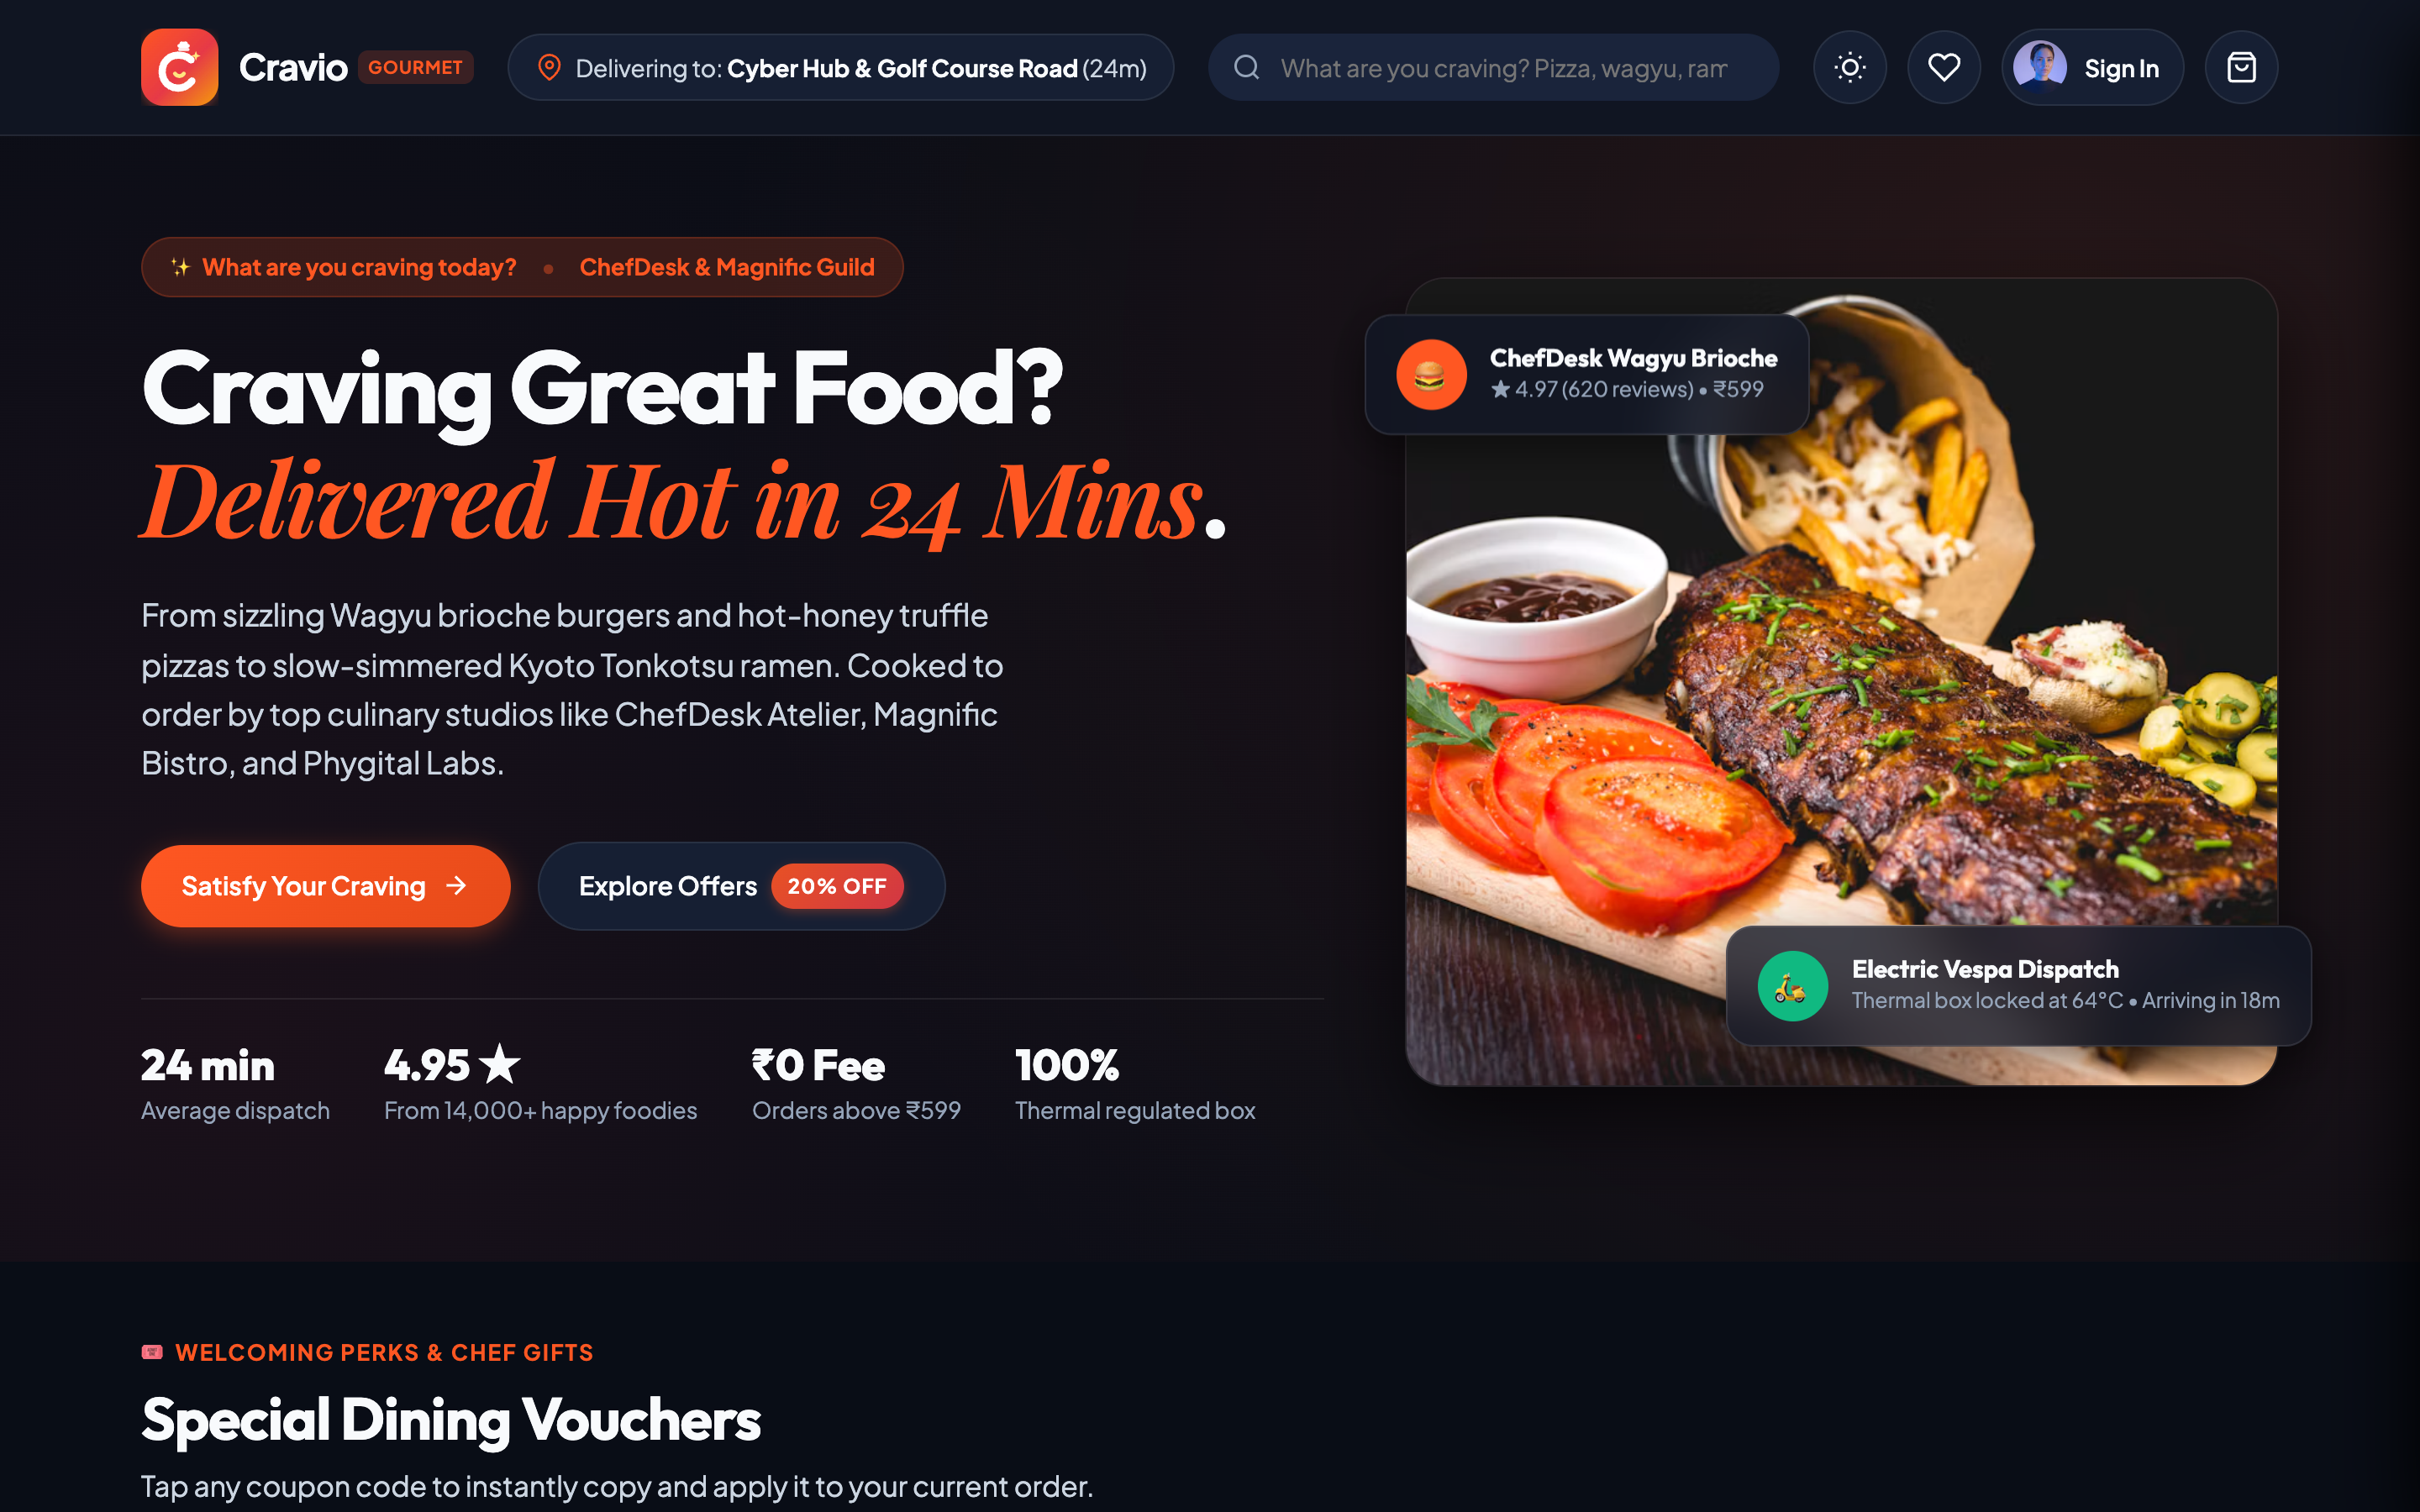 Cravio GOURMET
Delivering to: Cyber Hub & Golf Course Road (24m)
What are you craving? Pizza, wagyu, ram
Sign In
✨ What are you craving today? • ChefDesk & Magnific Guild
Craving Great Food?
Delivered Hot in 24 Mins.
From sizzling Wagyu brioche burgers and hot-honey truffle
pizzas to slow-simmered Kyoto Tonkotsu ramen. Cooked to
order by top culinary studios like ChefDesk Atelier, Magnific
Bistro, and Phygital Labs.
Satisfy Your Craving →
Explore Offers 20% OFF
24 min
Average dispatch
4.95 ★
From 14,000+ happy foodies
₹0 Fee
Orders above ₹599
100%
Thermal regulated box
ChefDesk Wagyu Brioche
★ 4.97 (620 reviews) • ₹599
Electric Vespa Dispatch
Thermal box locked at 64°C • Arriving in 18m
WELCOMING PERKS & CHEF GIFTS
Special Dining Vouchers
Tap any coupon code to instantly copy and apply it to your current order.